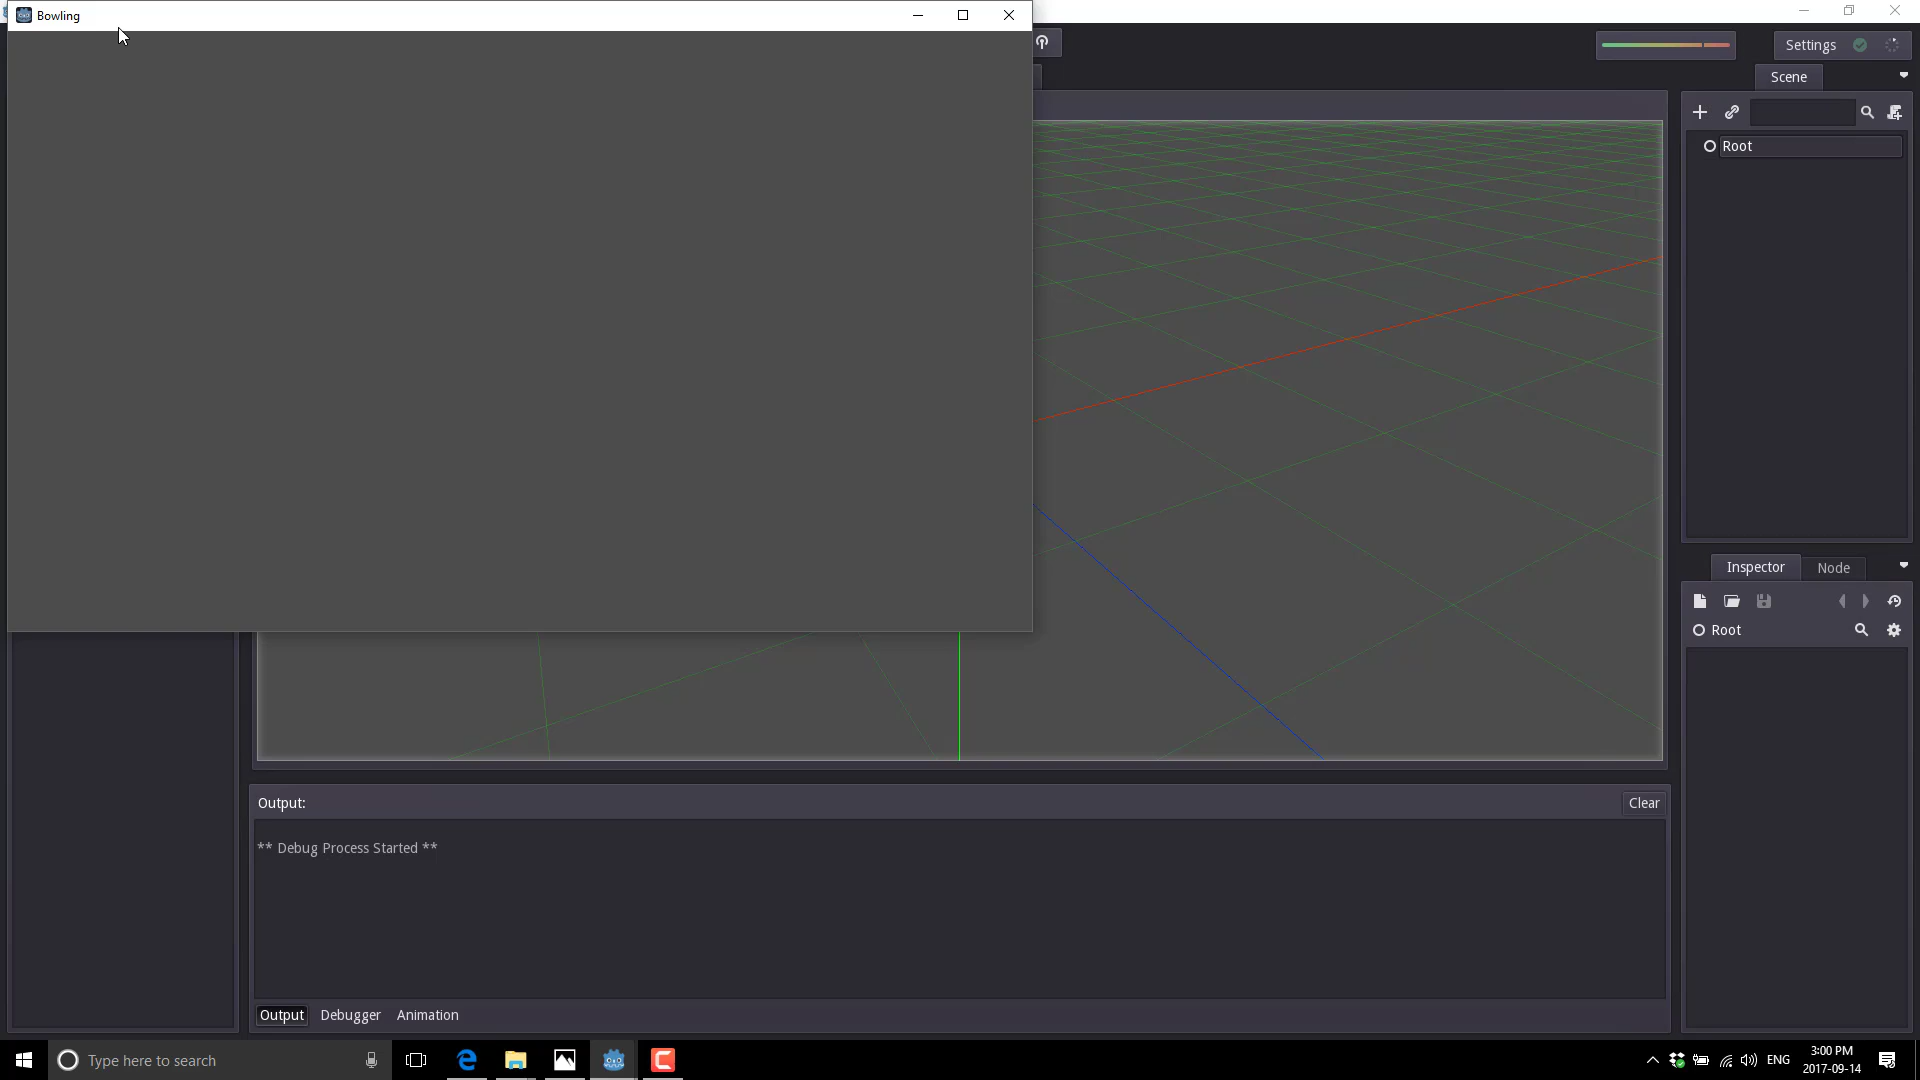 Bowling
Settings
Scene
Root
Inspector Node
Root
Output:
Clear
** Debug Process Started **
Output Debugger Animation
Type here to search
ENG
3:00 PM
2017-09-14